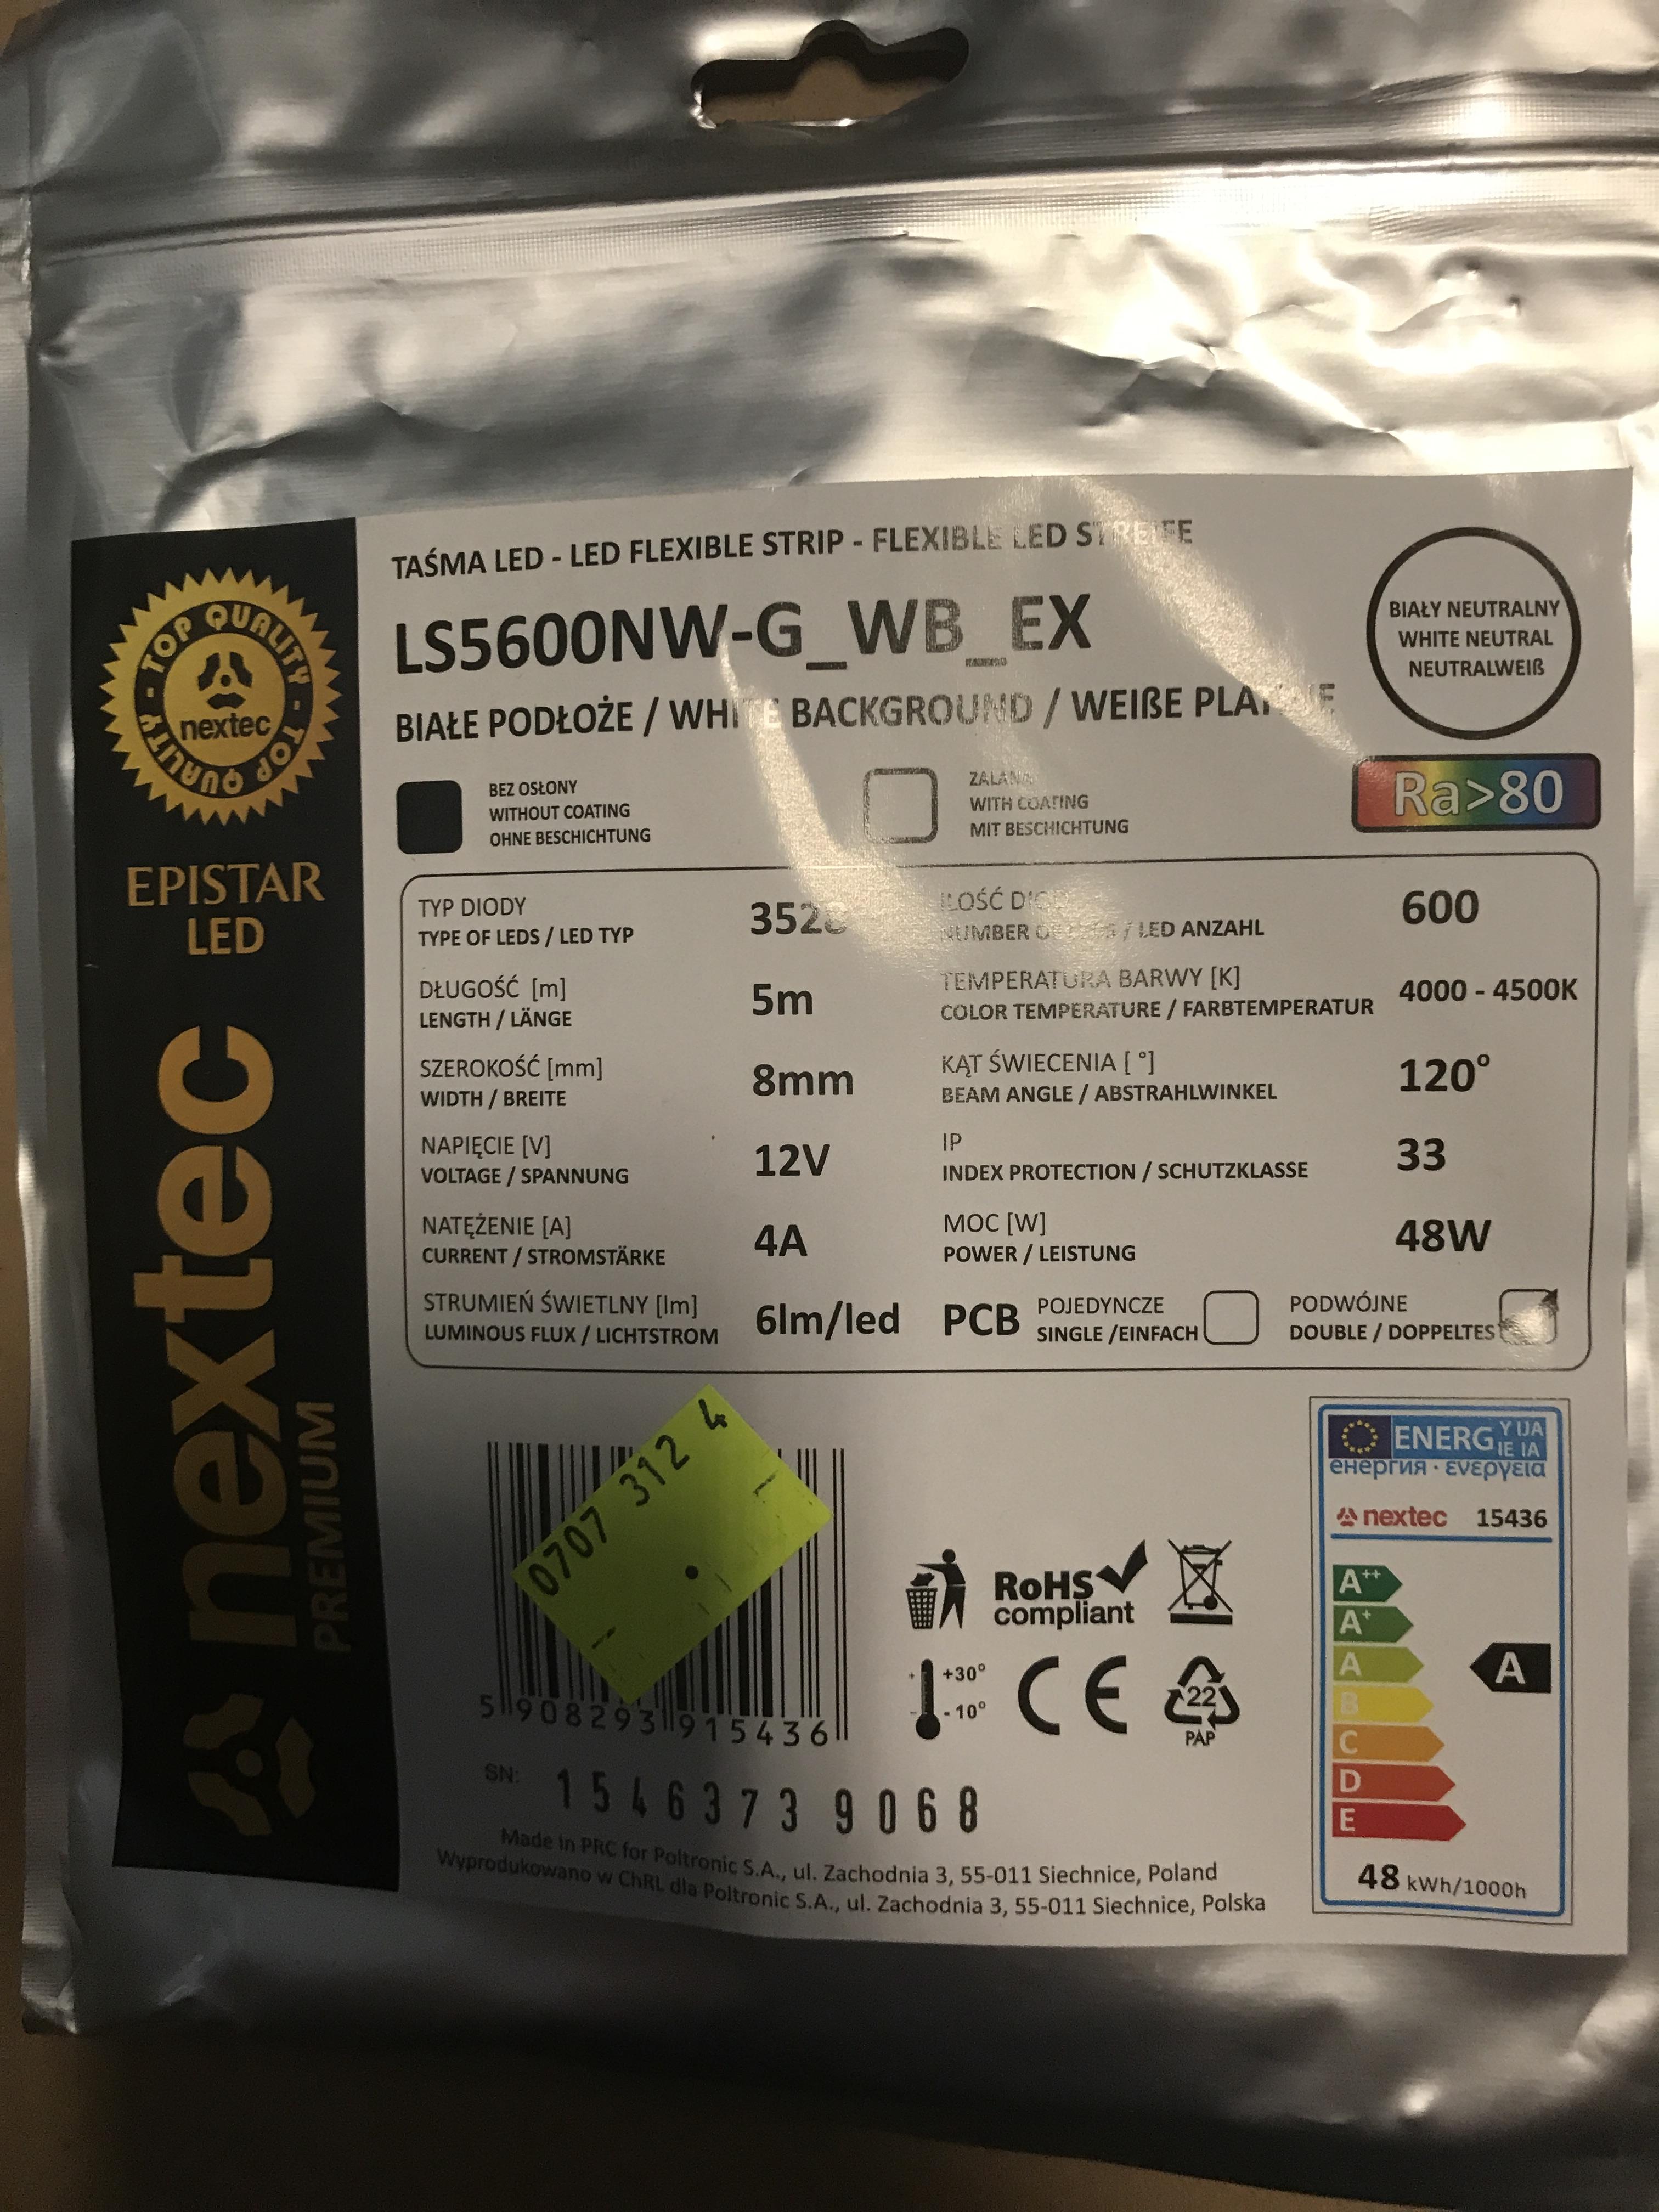 TAŚMA LED - LED FLEXIBLE STRIP - FLEXIBLE LED STREIFE
LS5600NW-G_WB_EX
BIAŁE PODŁOŻE / WHITE BACKGROUND / WEIßE
BIAŁY NEUTRALNY
WHITE NEUTRAL
NEUTRALWEIß
TOP QUALITY - TOP QUALITY -
nextec
EPISTAR
LED
nextec
PREMIUM
BEZ OSŁONY
WITHOUT COATING
OHNE BESCHICHTUNG
WITH COATING
MIT BESCHICHTUNG
Ra>80
TYP DIODY
TYPE OF LEDS / LED TYP
3528
ILOŚĆ
NUMBER / LED ANZAHL
600
DŁUGOŚĆ [m]
LENGTH / LÄNGE
5m
TEMPERATURA BARWY [K]
COLOR TEMPERATURE / FARBTEMPERATUR
4000 - 4500K
SZEROKOŚĆ [mm]
WIDTH / BREITE
8mm
KĄT ŚWIECENIA [ °]
BEAM ANGLE / ABSTRAHLWINKEL
120°
NAPIĘCIE [V]
VOLTAGE / SPANNUNG
12V
IP
INDEX PROTECTION / SCHUTZKLASSE
33
NATĘŻENIE [A]
CURRENT / STROMSTÄRKE
4A
MOC [W]
POWER / LEISTUNG
48W
STRUMIEŃ ŚWIETLNY [lm]
LUMINOUS FLUX / LICHTSTROM
6lm/led
PCB
POJEDYNCZE
SINGLE /EINFACH
PODWÓJNE
DOUBLE / DOPPELTES
0707 312 4
5 908293 915436
RoHS
compliant
+30°
-10°
CE
22
PAP
SN: 1546373 9068
Made in PRC for Poltronic S.A., ul. Zachodnia 3, 55-011 Siechnice, Poland
Wyprodukowano w ChRL dla Poltronic S.A., ul. Zachodnia 3, 55-011 Siechnice, Polska
ENERG Y IJA
IE IA
енергия · ενεργεια
nextec 15436
A++
A+
A
B
C
D
E
A
48 kWh/1000h